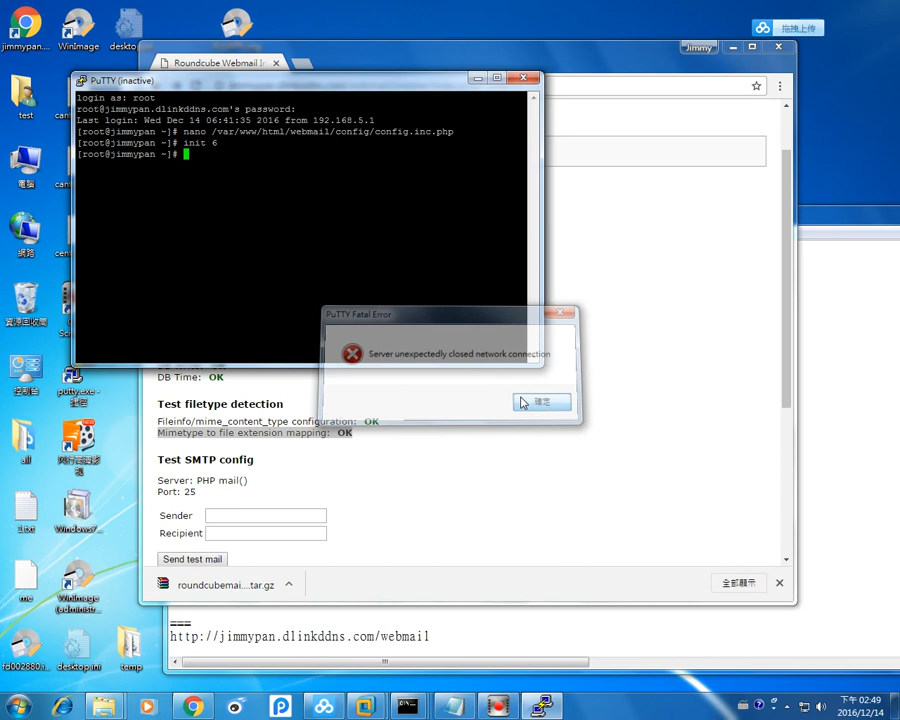 jimmypan....
WinImage
desktop
拖拽上传
Jimmy
Roundcube Webmail In
PuTTY (inactive)
login as: root
root@jimmypan.dlinkddns.com's password:
Last login: Wed Dec 14 06:41:35 2016 from 192.168.5.1
[root@jimmypan ~]# nano /var/www/html/webmail/config/config.inc.php
[root@jimmypan ~]# init 6
[root@jimmypan ~]#
test
電腦
網路
資源回收筒
控制台
putty.exe -
捷徑
PuTTY Fatal Error
Server unexpectedly closed network connection
確定
DB Time: OK
Test filetype detection
Fileinfo/mime_content_type configuration: OK
Mimetype to file extension mapping: OK
Test SMTP config
Server: PHP mail()
Port: 25
Sender
Recipient
Send test mail
all
1.txt
Windows7...
me
WinImage
(administr...
roundcubemai....tar.gz
全部顯示
===
http://jimmypan.dlinkddns.com/webmail
fd002880.i...
desktop.ini
temp
下午 02:49
2016/12/14